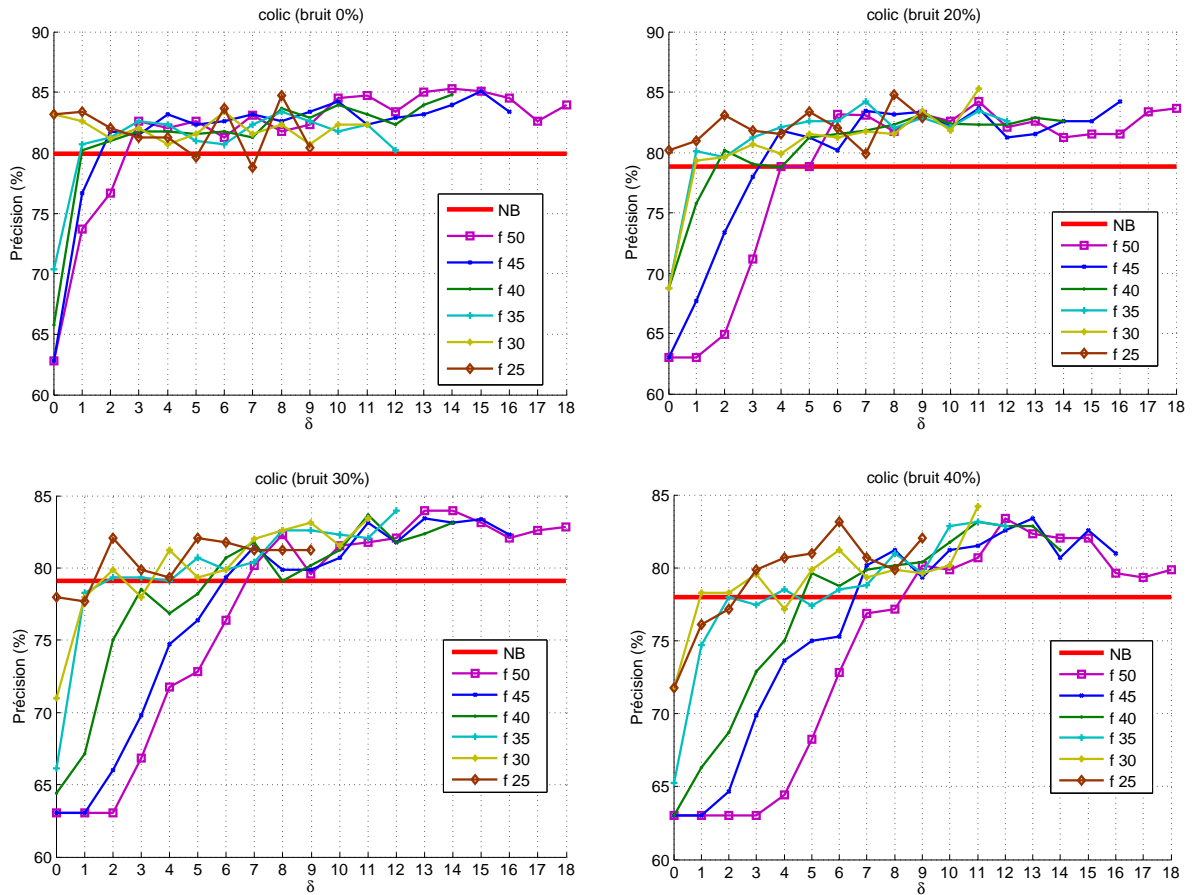 colic (bruit 0%)
Précision (%)
90
85
80
75
70
65
60
0 1 2 3 4 5 6 7 8 9 10 11 12 13 14 15 16 17 18
δ
NB
f 50
f 45
f 40
f 35
f 30
f 25
colic (bruit 20%)
Précision (%)
90
85
80
75
70
65
60
0 1 2 3 4 5 6 7 8 9 10 11 12 13 14 15 16 17 18
δ
NB
f 50
f 45
f 40
f 35
f 30
f 25
colic (bruit 30%)
Précision (%)
85
80
75
70
65
60
0 1 2 3 4 5 6 7 8 9 10 11 12 13 14 15 16 17 18
δ
NB
f 50
f 45
f 40
f 35
f 30
f 25
colic (bruit 40%)
Précision (%)
85
80
75
70
65
60
0 1 2 3 4 5 6 7 8 9 10 11 12 13 14 15 16 17 18
δ
NB
f 50
f 45
f 40
f 35
f 30
f 25